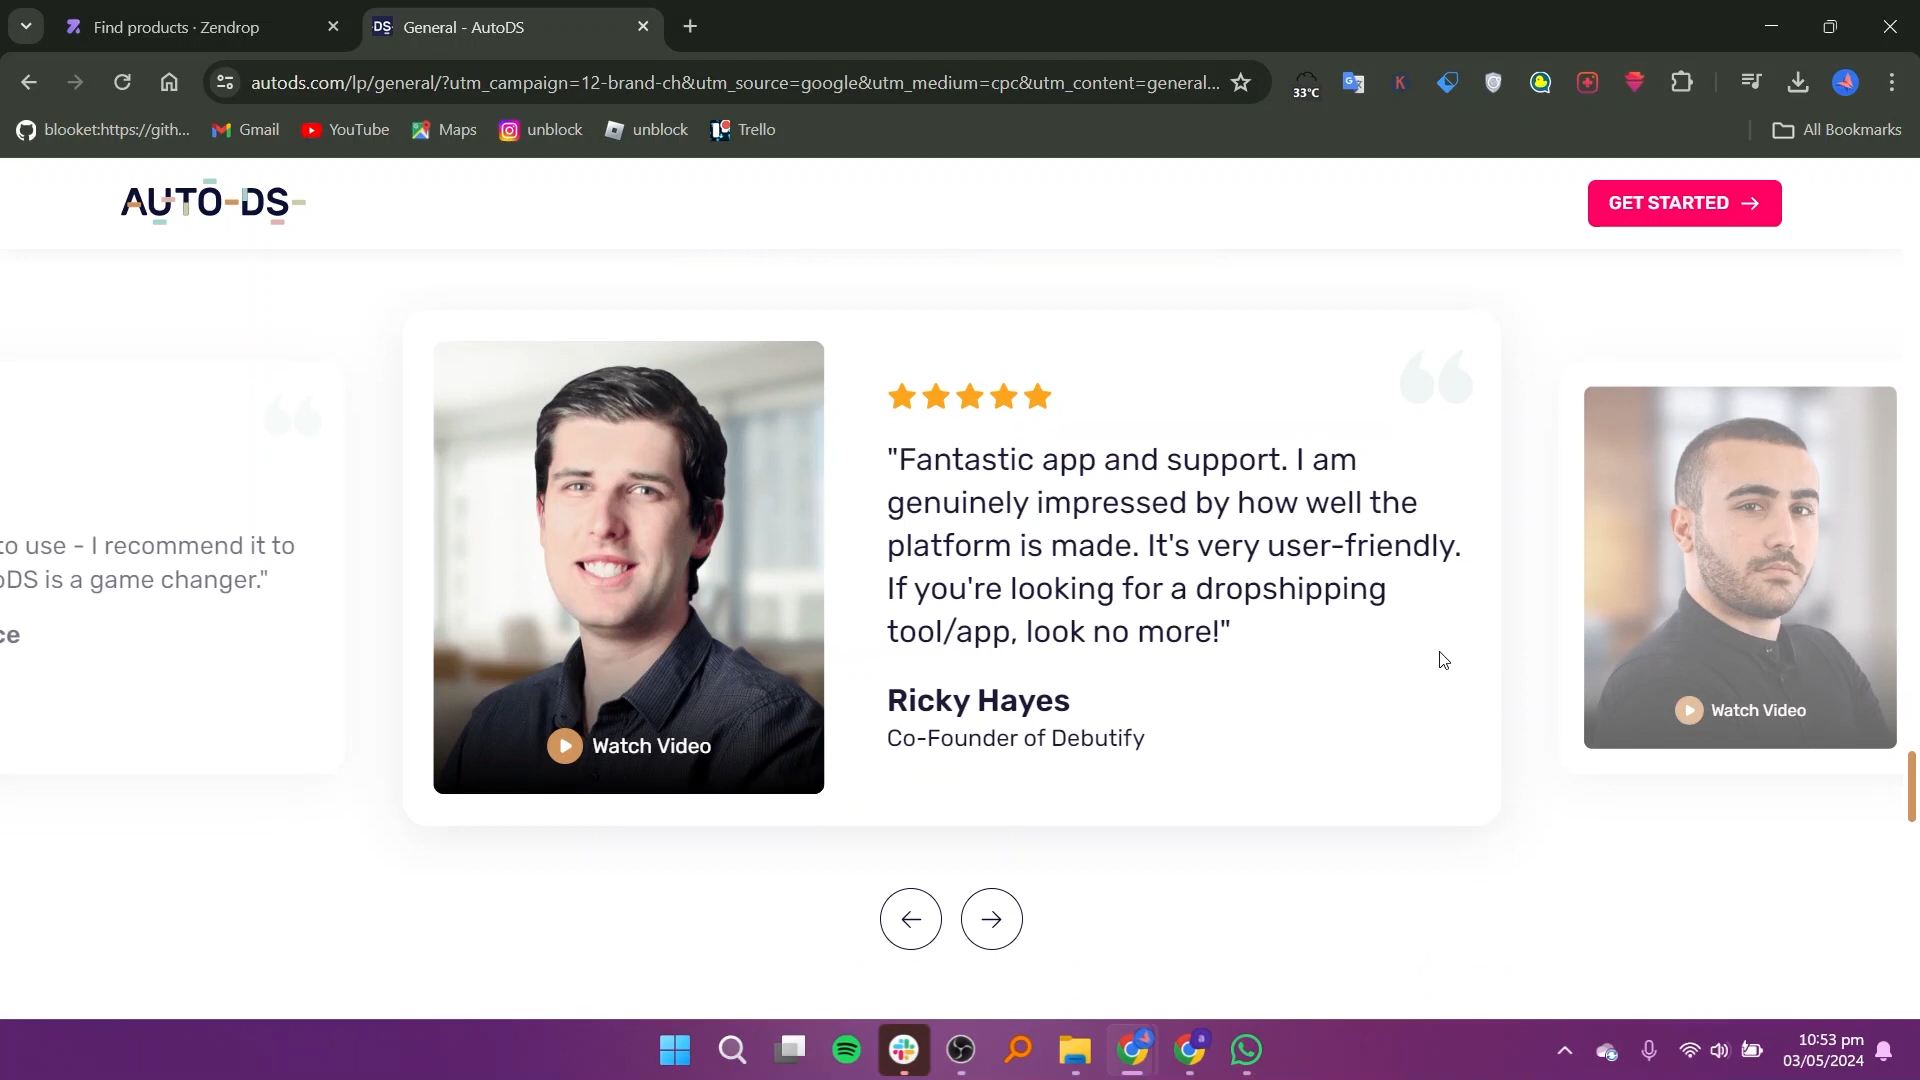 Find products · Zendrop
DS
General - AutoDS
autods.com/lp/general/?utm_campaign=12-brand-ch&utm_source=google&utm_medium=cpc&utm_content=general...
33°C
K
blooket:https://gith...
Gmail
YouTube
Maps
unblock
unblock
Trello
All Bookmarks
AUTO-DS-
GET STARTED
"Fantastic app and support. I am
genuinely impressed by how well the
platform is made. It's very user-friendly.
If you're looking for a dropshipping
tool/app, look no more!"
Ricky Hayes
Co-Founder of Debutify
Watch Video
to use - I recommend it to
oDS is a game changer."
ce
Watch Video
10:53 pm
03/05/2024